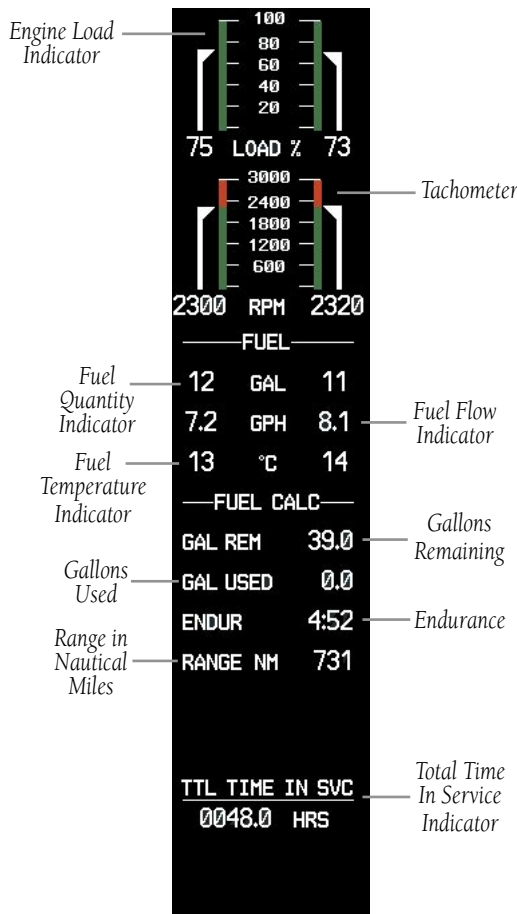 Engine Load
Indicator
100
80
60
40
20
75 LOAD % 73
3000
2400
1800
1200
600
Tachometer
2300 RPM 2320
FUEL
Fuel
Quantity
Indicator
12 GAL 11
7.2 GPH 8.1
Fuel Flow
Indicator
Fuel
Temperature
Indicator
13 °C 14
FUEL CALC
GAL REM 39.0
Gallons
Remaining
Gallons
Used
GAL USED 0.0
ENDUR 4:52
Endurance
Range in
Nautical
Miles
RANGE NM 731
TTL TIME IN SVC
0048.0 HRS
Total Time
In Service
Indicator